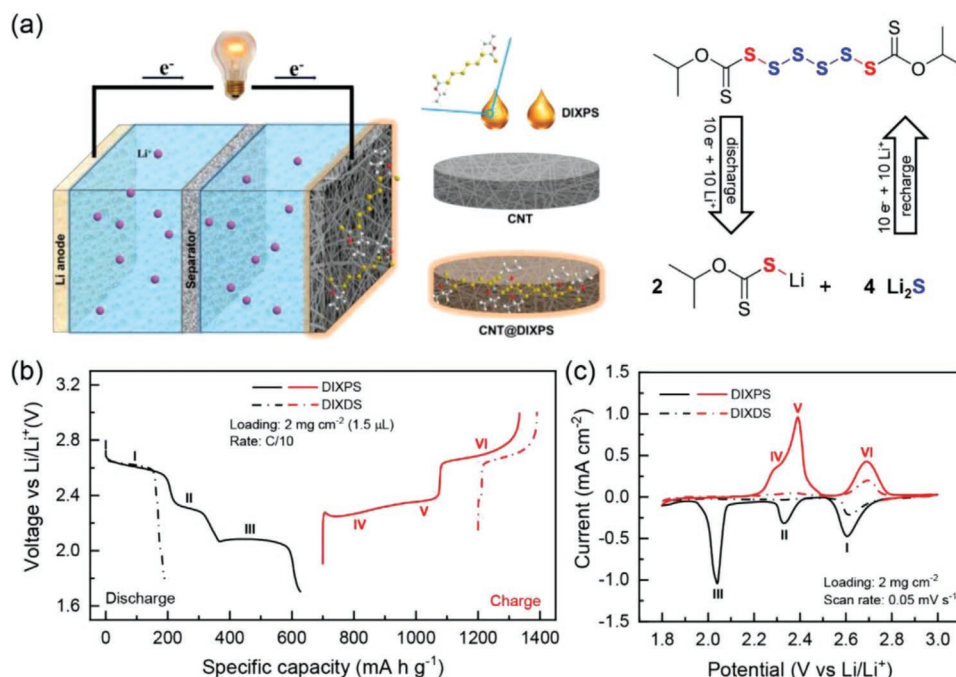 (a)
e⁻ e⁻
Li⁺
Li anode
Separator
DIXPS
CNT
CNT@DIXPS
O S S S S S S S
S O
10 e⁻ + 10 Li⁺
discharge
10 e⁻ + 10 Li⁺
recharge
2 O S Li + 4 Li₂S
S
(b)
3.2
2.8
2.4
2.0
1.6
Voltage vs Li/Li⁺(V)
DIXPS
DIXDS
Loading: 2 mg cm⁻² (1.5 µL)
Rate: C/10
I
II
III
IV
V
VI
Discharge
Charge
0 200 400 600 800 1000 1200 1400
Specific capacity (mA h g⁻¹)
(c)
1.0
0.5
0.0
-0.5
-1.0
-1.5
Current (mA cm⁻²)
DIXPS
DIXDS
IV
V
VI
III
II
I
Loading: 2 mg cm⁻²
Scan rate: 0.05 mV s⁻¹
1.8 2.0 2.2 2.4 2.6 2.8 3.0
Potential (V vs Li/Li⁺)